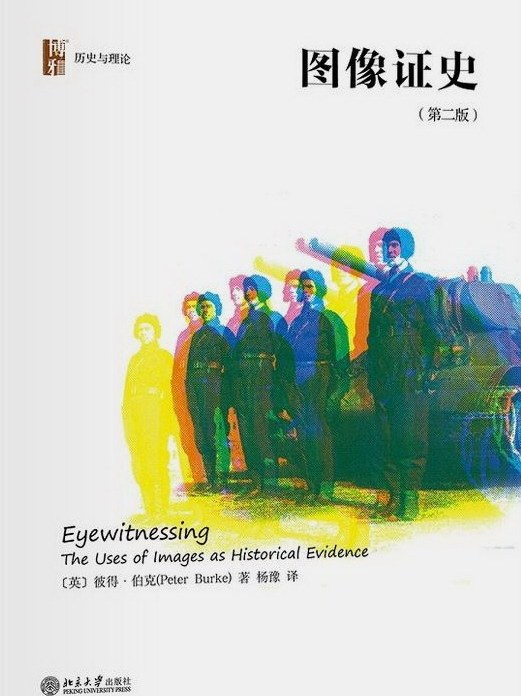 博雅
历史与理论
图像证史
（第二版）
Eyewitnessing
The Uses of Images as Historical Evidence
〔英〕彼得·伯克(Peter Burke) 著 杨豫 译
北京大学出版社
PEKING UNIVERSITY PRESS